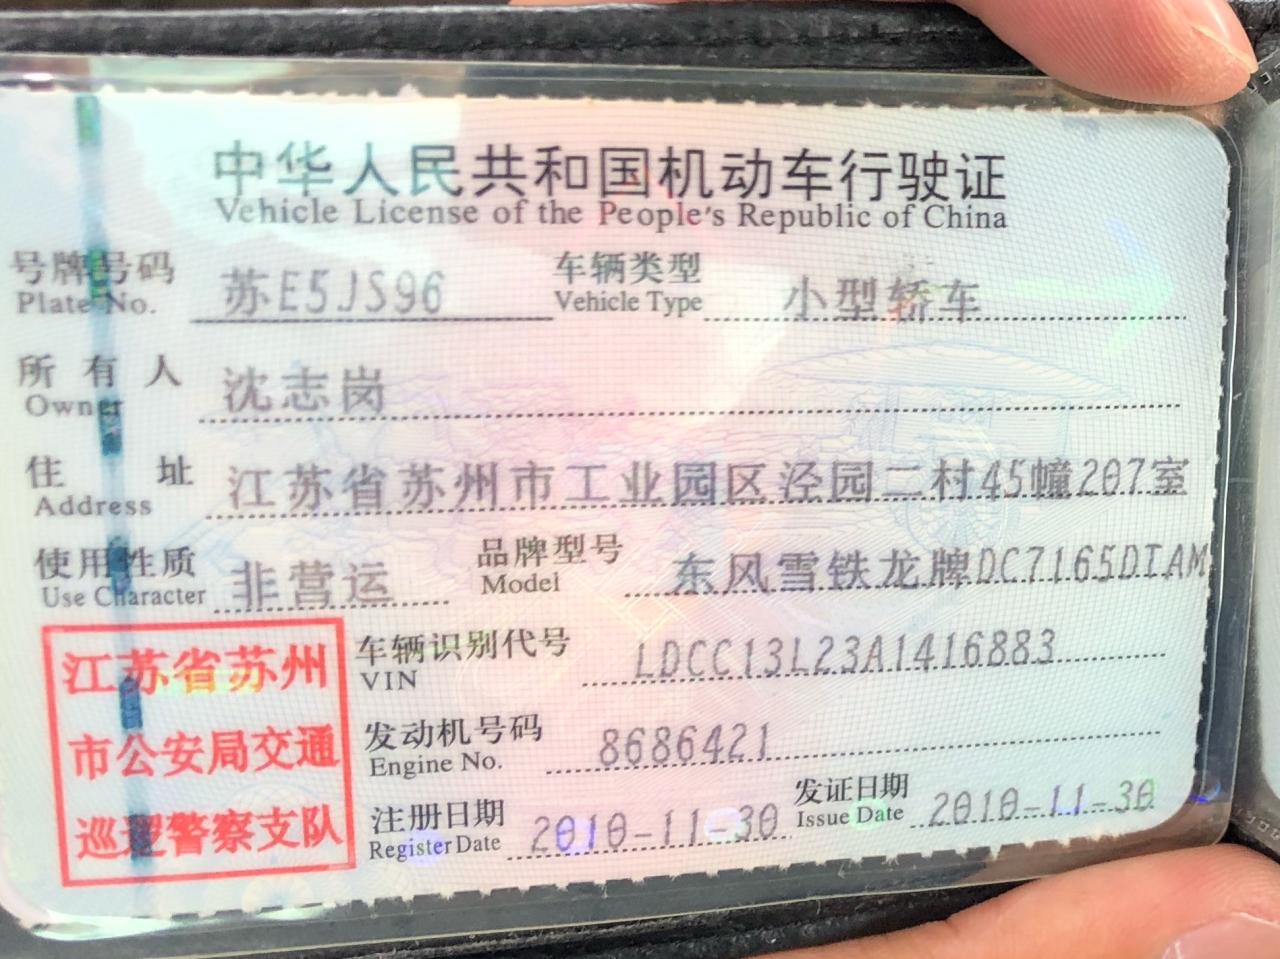 中华人民共和国机动车行驶证
Vehicle License of the People's Republic of China
号牌号码 苏E5JS96 车辆类型 小型轿车
Plate No. Vehicle Type
所有人 沈志岗
Owner
住址 江苏省苏州市工业园区泾园二村45幢207室
Address
使用性质 非营运 品牌型号 东风雪铁龙牌DC7165DTAM
Use Character Model
车辆识别代号 LDCC13L23A1416883
VIN
发动机号码 8686421
Engine No.
注册日期 2010-11-30 发证日期 2010-11-30
Register Date Issue Date
江苏省苏州
市公安局交通
巡逻警察支队